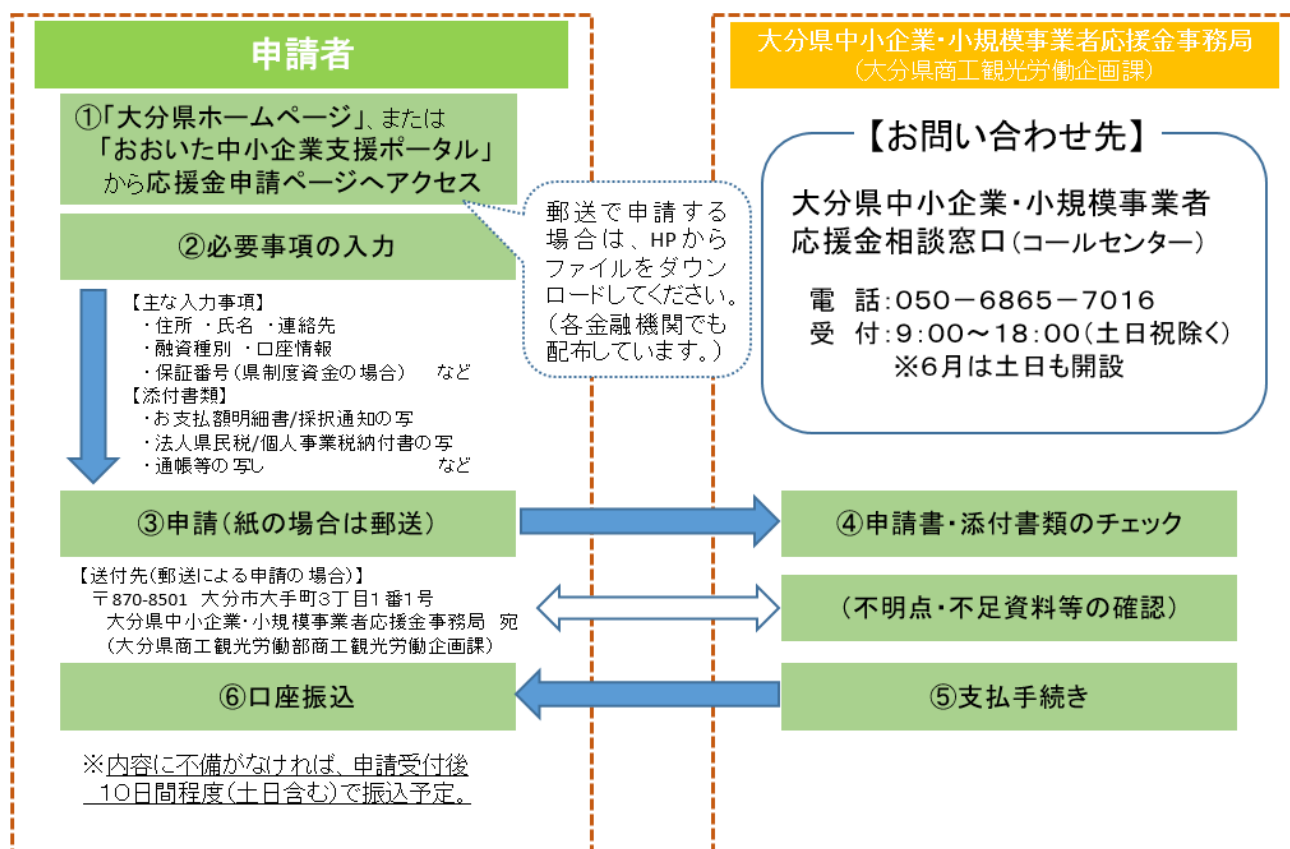 申請者
①「大分県ホームページ」、または
「おおいた中小企業支援ポータル」
から応援金申請ページへアクセス
②必要事項の入力
郵送で申請する
場合は、HPから
ファイルをダウン
ロードしてください。
（各金融機関でも
配布しています。）
【主な入力事項】
・住所 ・氏名 ・連絡先
・融資種別 ・口座情報
・保証番号（県制度資金の場合） など
【添付書類】
・お支払額明細書/採択通知の写
・法人県民税/個人事業税納付書の写
・通帳等の写し など
③申請（紙の場合は郵送）
【送付先（郵送による申請の場合）】
〒870-8501 大分市大手町３丁目１番１号
大分県中小企業・小規模事業者応援金事務局 宛
（大分県商工観光労働部商工観光労働企画課）
⑥口座振込
※内容に不備がなければ、申請受付後
１０日間程度（土日含む）で振込予定。
大分県中小企業・小規模事業者応援金事務局
（大分県商工観光労働企画課）
【お問い合わせ先】
大分県中小企業・小規模事業者
応援金相談窓口（コールセンター）
電 話：０５０－６８６５－７０１６
受 付：９：００～１８：００（土日祝除く）
※６月は土日も開設
④申請書・添付書類のチェック
（不明点・不足資料等の確認）
⑤支払手続き